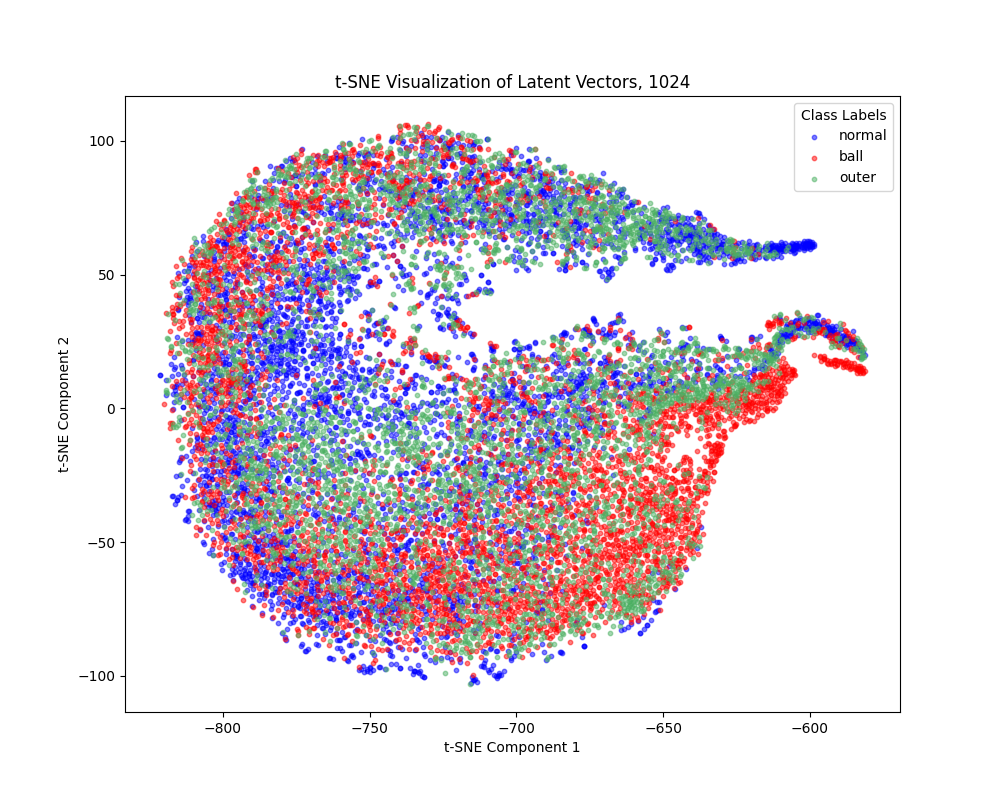 t-SNE Visualization of Latent Vectors, 1024
Class Labels
normal
ball
outer
100
50
0
−50
−100
t-SNE Component 2
−800
−750
−700
−650
−600
t-SNE Component 1